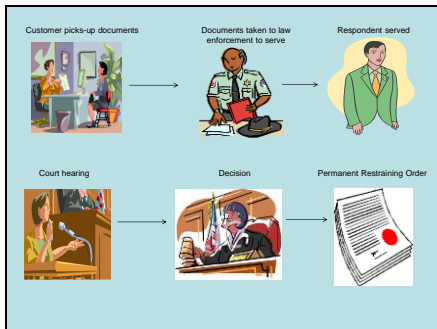 Customer picks-up documents
Documents taken to law
enforcement to serve
Respondent served
Court hearing
Decision
Permanent Restraining Order